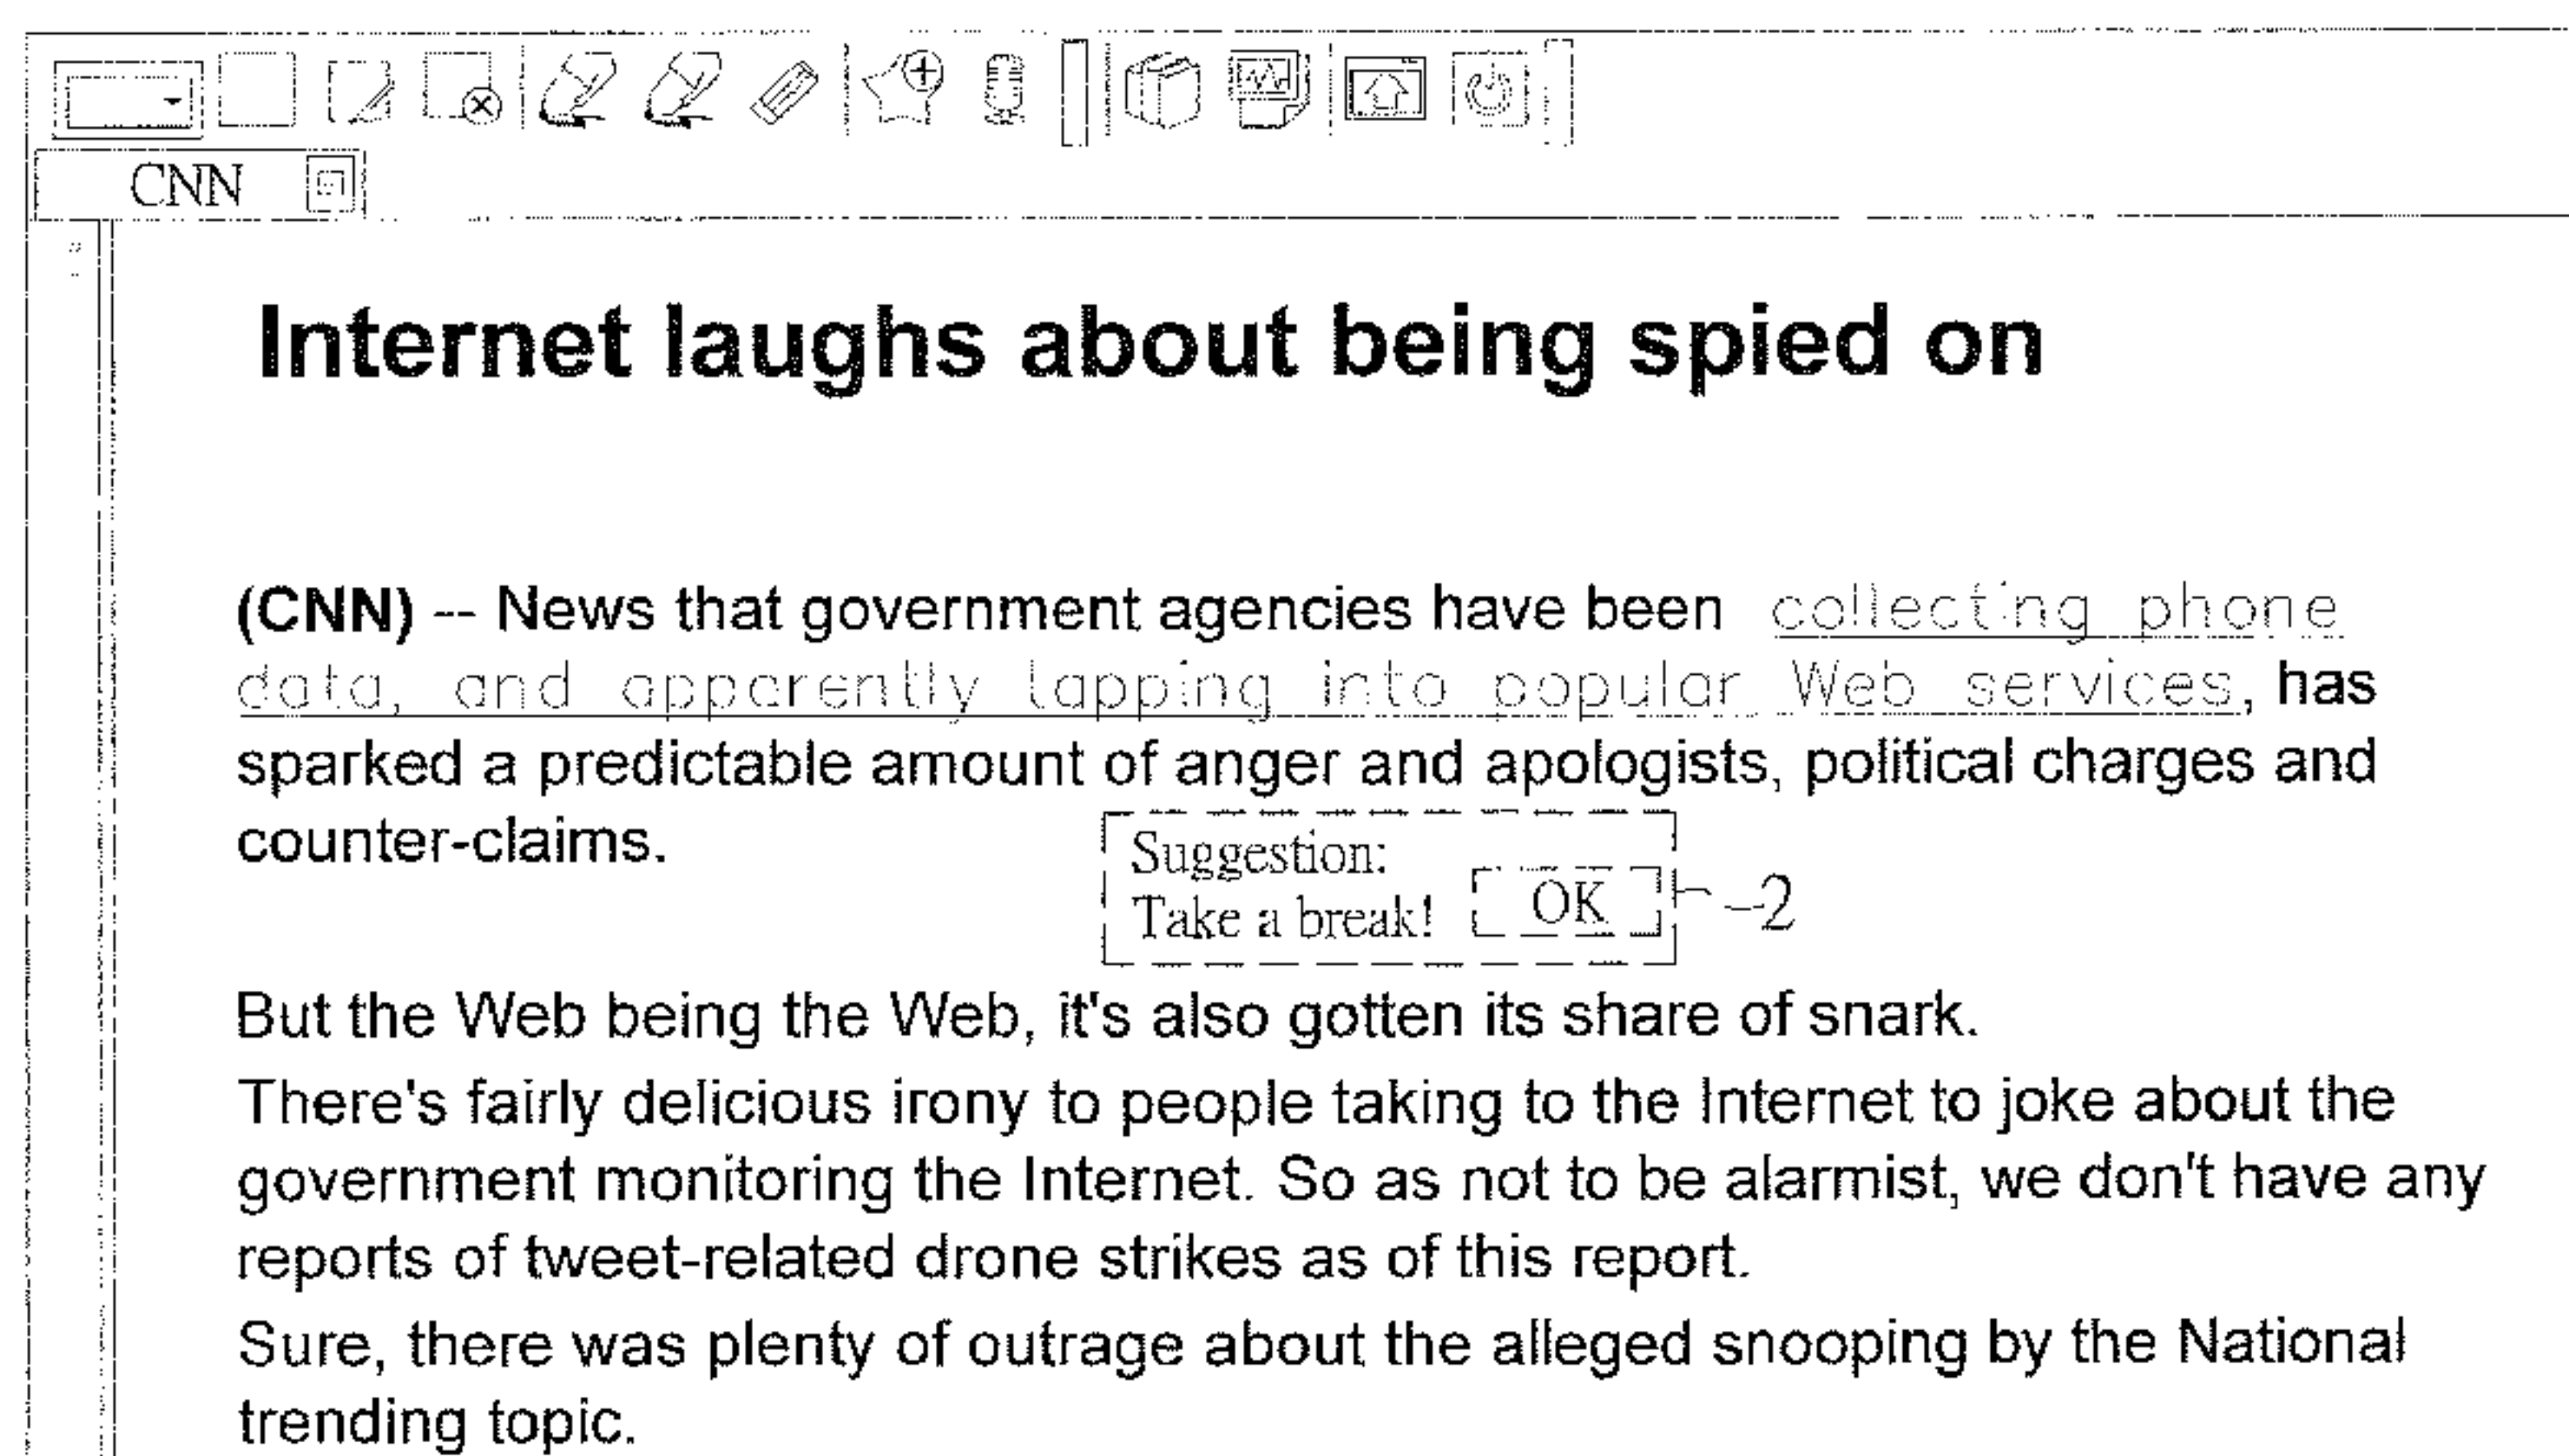 CNN
Internet laughs about being spied on
(CNN) -- News that government agencies have been collecting phone
data, and apparently tapping into popular Web services, has
sparked a predictable amount of anger and apologists, political charges and
counter-claims.
Suggestion:
Take a break! OK
2
But the Web being the Web, it's also gotten its share of snark.
There's fairly delicious irony to people taking to the Internet to joke about the
government monitoring the Internet. So as not to be alarmist, we don't have any
reports of tweet-related drone strikes as of this report.
Sure, there was plenty of outrage about the alleged snooping by the National
trending topic.